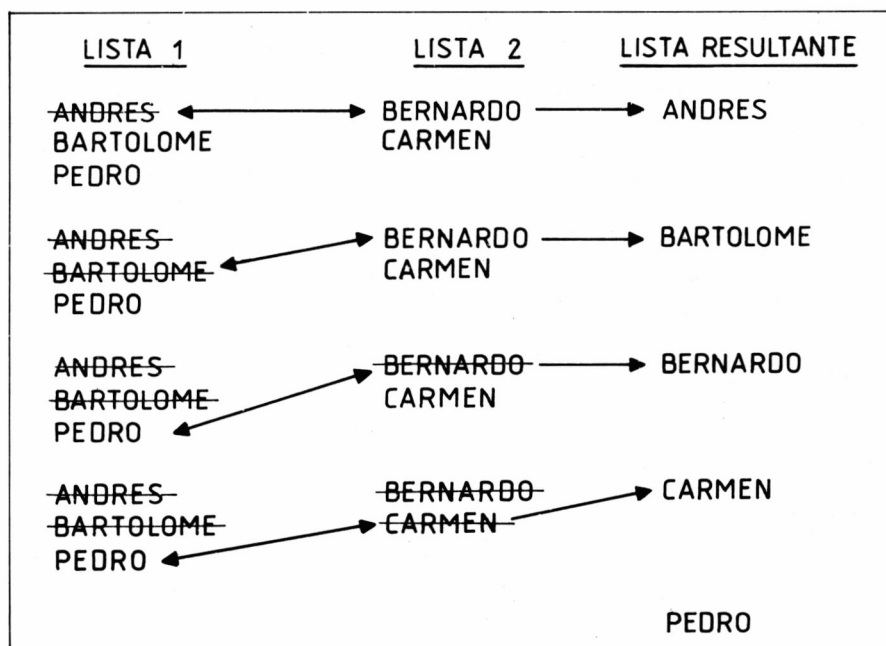 LISTA 1 LISTA 2 LISTA RESULTANTE
ANDRES BERNARDO ANDRES
BARTOLOME CARMEN
PEDRO
ANDRES BERNARDO BARTOLOME
BARTOLOME CARMEN
PEDRO
ANDRES BERNARDO BERNARDO
BARTOLOME CARMEN
PEDRO
ANDRES BERNARDO CARMEN
BARTOLOME CARMEN
PEDRO
PEDRO